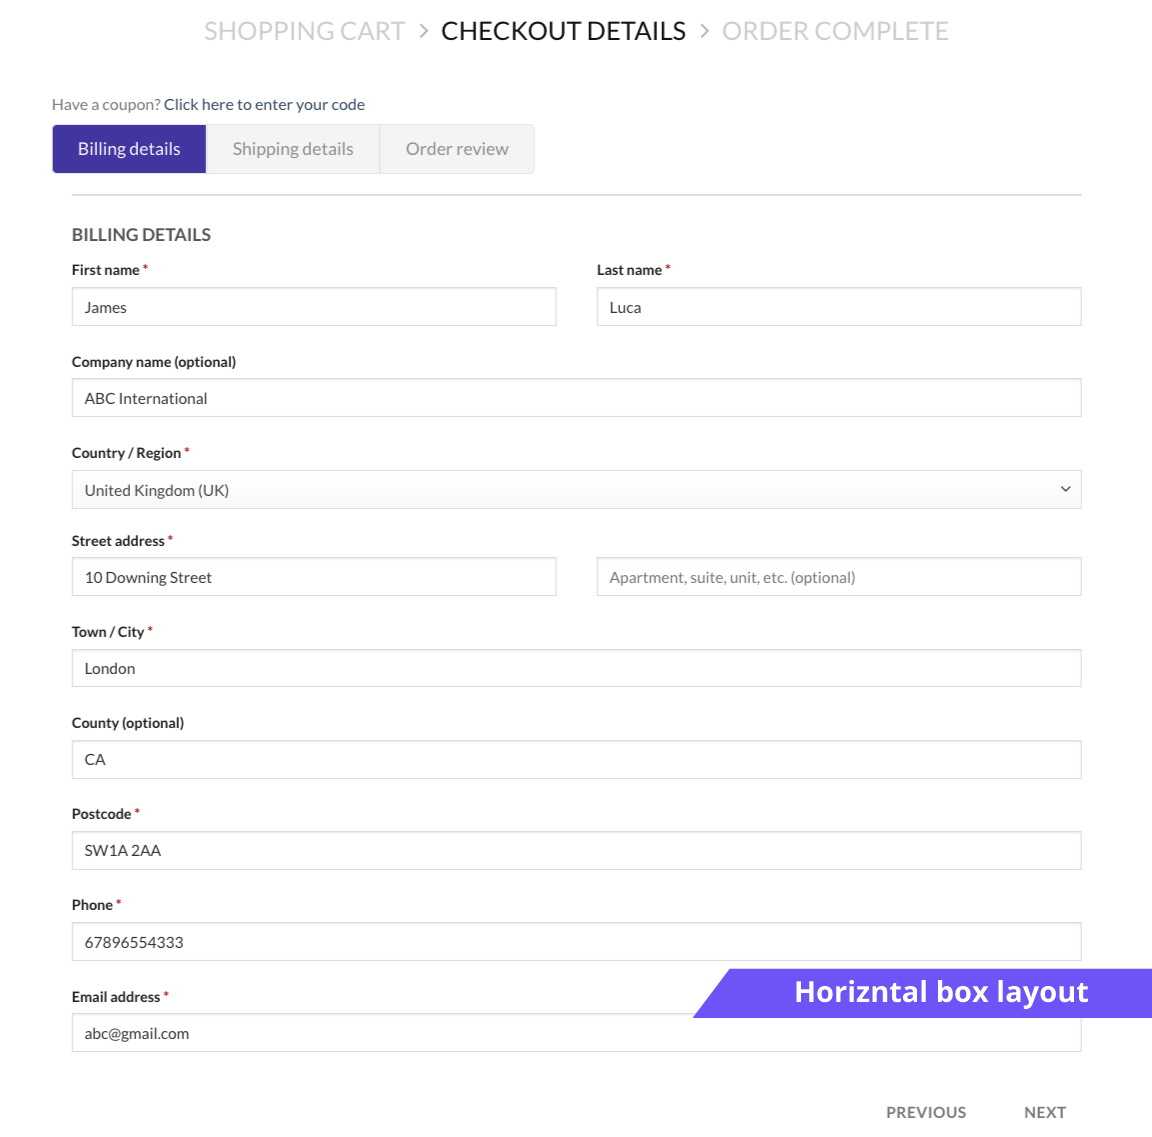 SHOPPING CART > CHECKOUT DETAILS > ORDER COMPLETE
Have a coupon? Click here to enter your code
Billing details Shipping details Order review
BILLING DETAILS
First name * Last name *
James Luca
Company name (optional)
ABC International
Country / Region *
United Kingdom (UK)
Street address *
10 Downing Street Apartment, suite, unit, etc. (optional)
Town / City *
London
County (optional)
CA
Postcode *
SW1A 2AA
Phone *
67896554333
Email address *
Horizntal box layout
abc@gmail.com
PREVIOUS NEXT